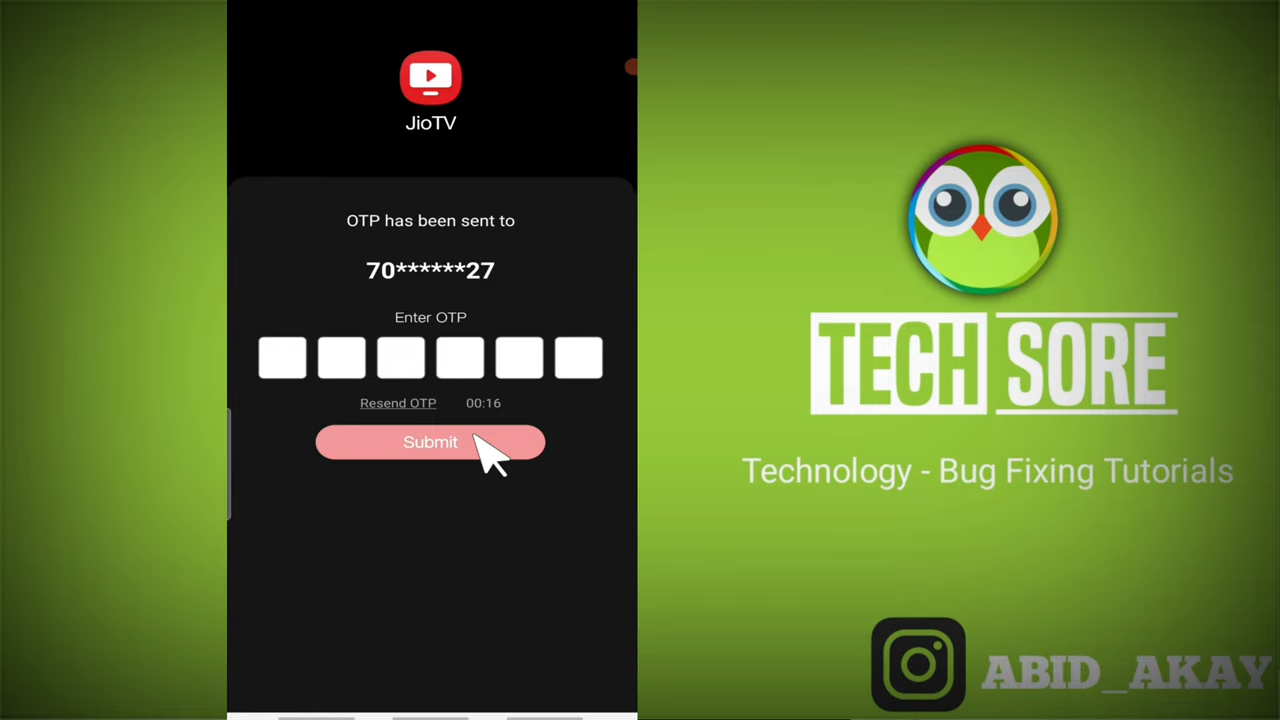 JioTV
OTP has been sent to
70******27
Enter OTP
Resend OTP 00:16
Submit
TECH SORE
Technology - Bug Fixing Tutorials
ABID_AKAY